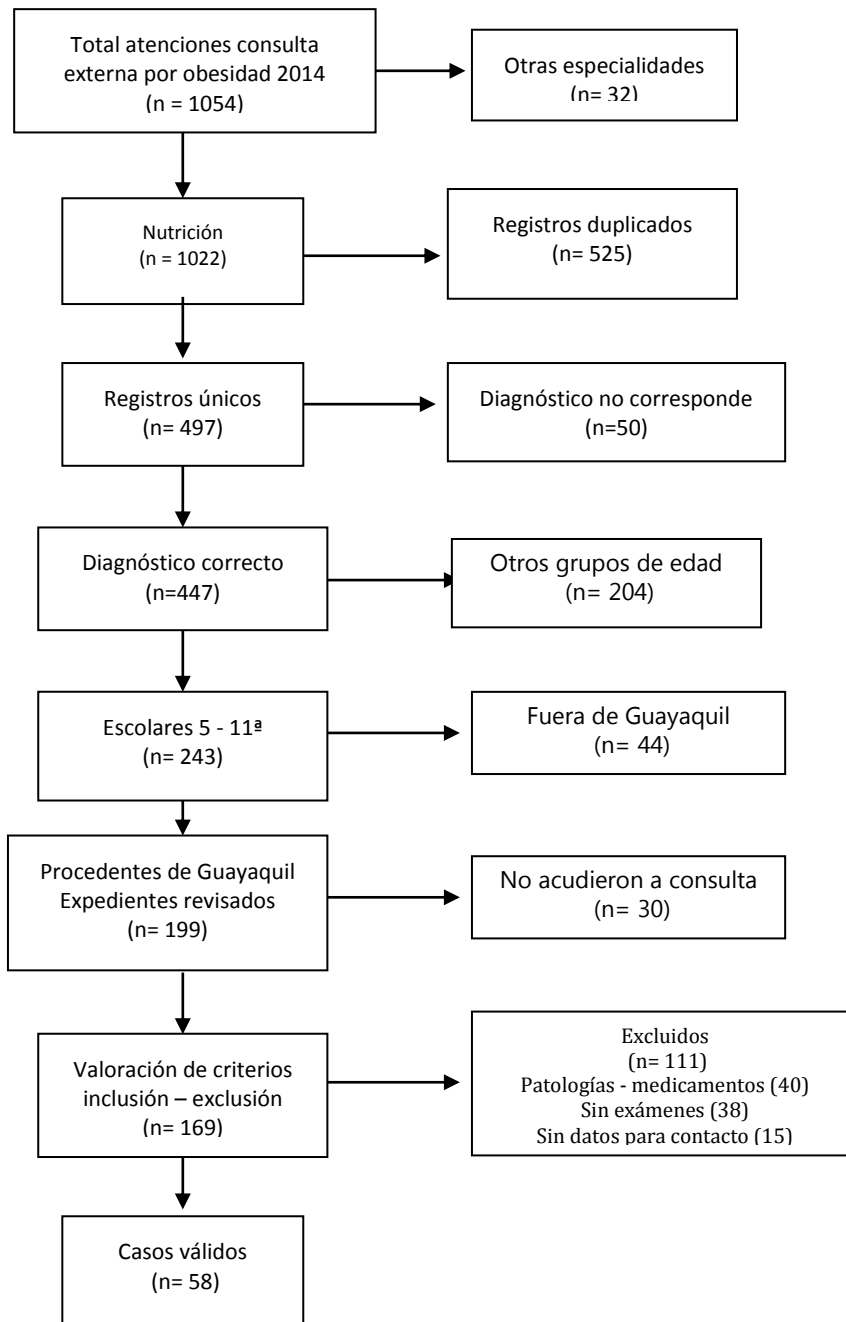 Total atenciones consulta
externa por obesidad 2014
(n = 1054)
Otras especialidades
(n= 32)
Nutrición
(n = 1022)
Registros duplicados
(n= 525)
Registros únicos
(n= 497)
Diagnóstico no corresponde
(n=50)
Diagnóstico correcto
(n=447)
Otros grupos de edad
(n= 204)
Escolares 5 - 11ª
(n= 243)
Fuera de Guayaquil
(n= 44)
Procedentes de Guayaquil
Expedientes revisados
(n= 199)
No acudieron a consulta
(n= 30)
Valoración de criterios
inclusión – exclusión
(n= 169)
Excluidos
(n= 111)
Patologías - medicamentos (40)
Sin exámenes (38)
Sin datos para contacto (15)
Casos válidos
(n= 58)